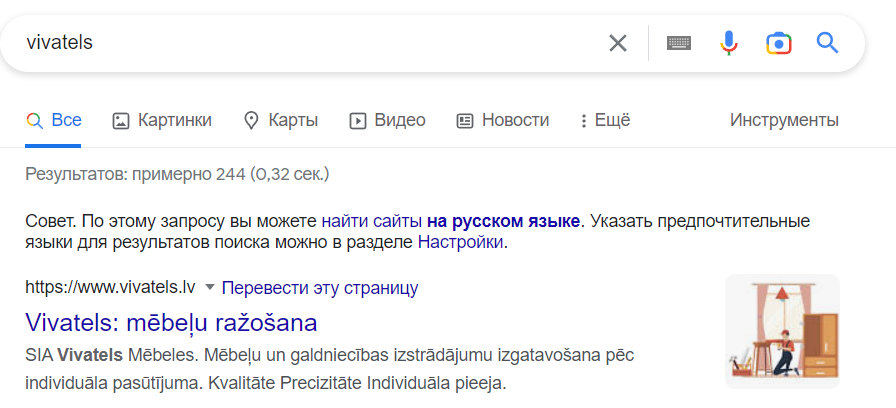 vivatels
Все Картинки Карты Видео Новости Ещё Инструменты
Результатов: примерно 244 (0,32 сек.)
Совет. По этому запросу вы можете найти сайты на русском языке. Указать предпочтительные
языки для результатов поиска можно в разделе Настройки.
https://www.vivatels.lv Перевести эту страницу
Vivatels: mēbeļu ražošana
SIA Vivatels Mēbeles. Mēbeļu un galdniecības izstrādājumu izgatavošana pēc
individuāla pasūtījuma. Kvalitāte Precizitāte Individuāla pieeja.